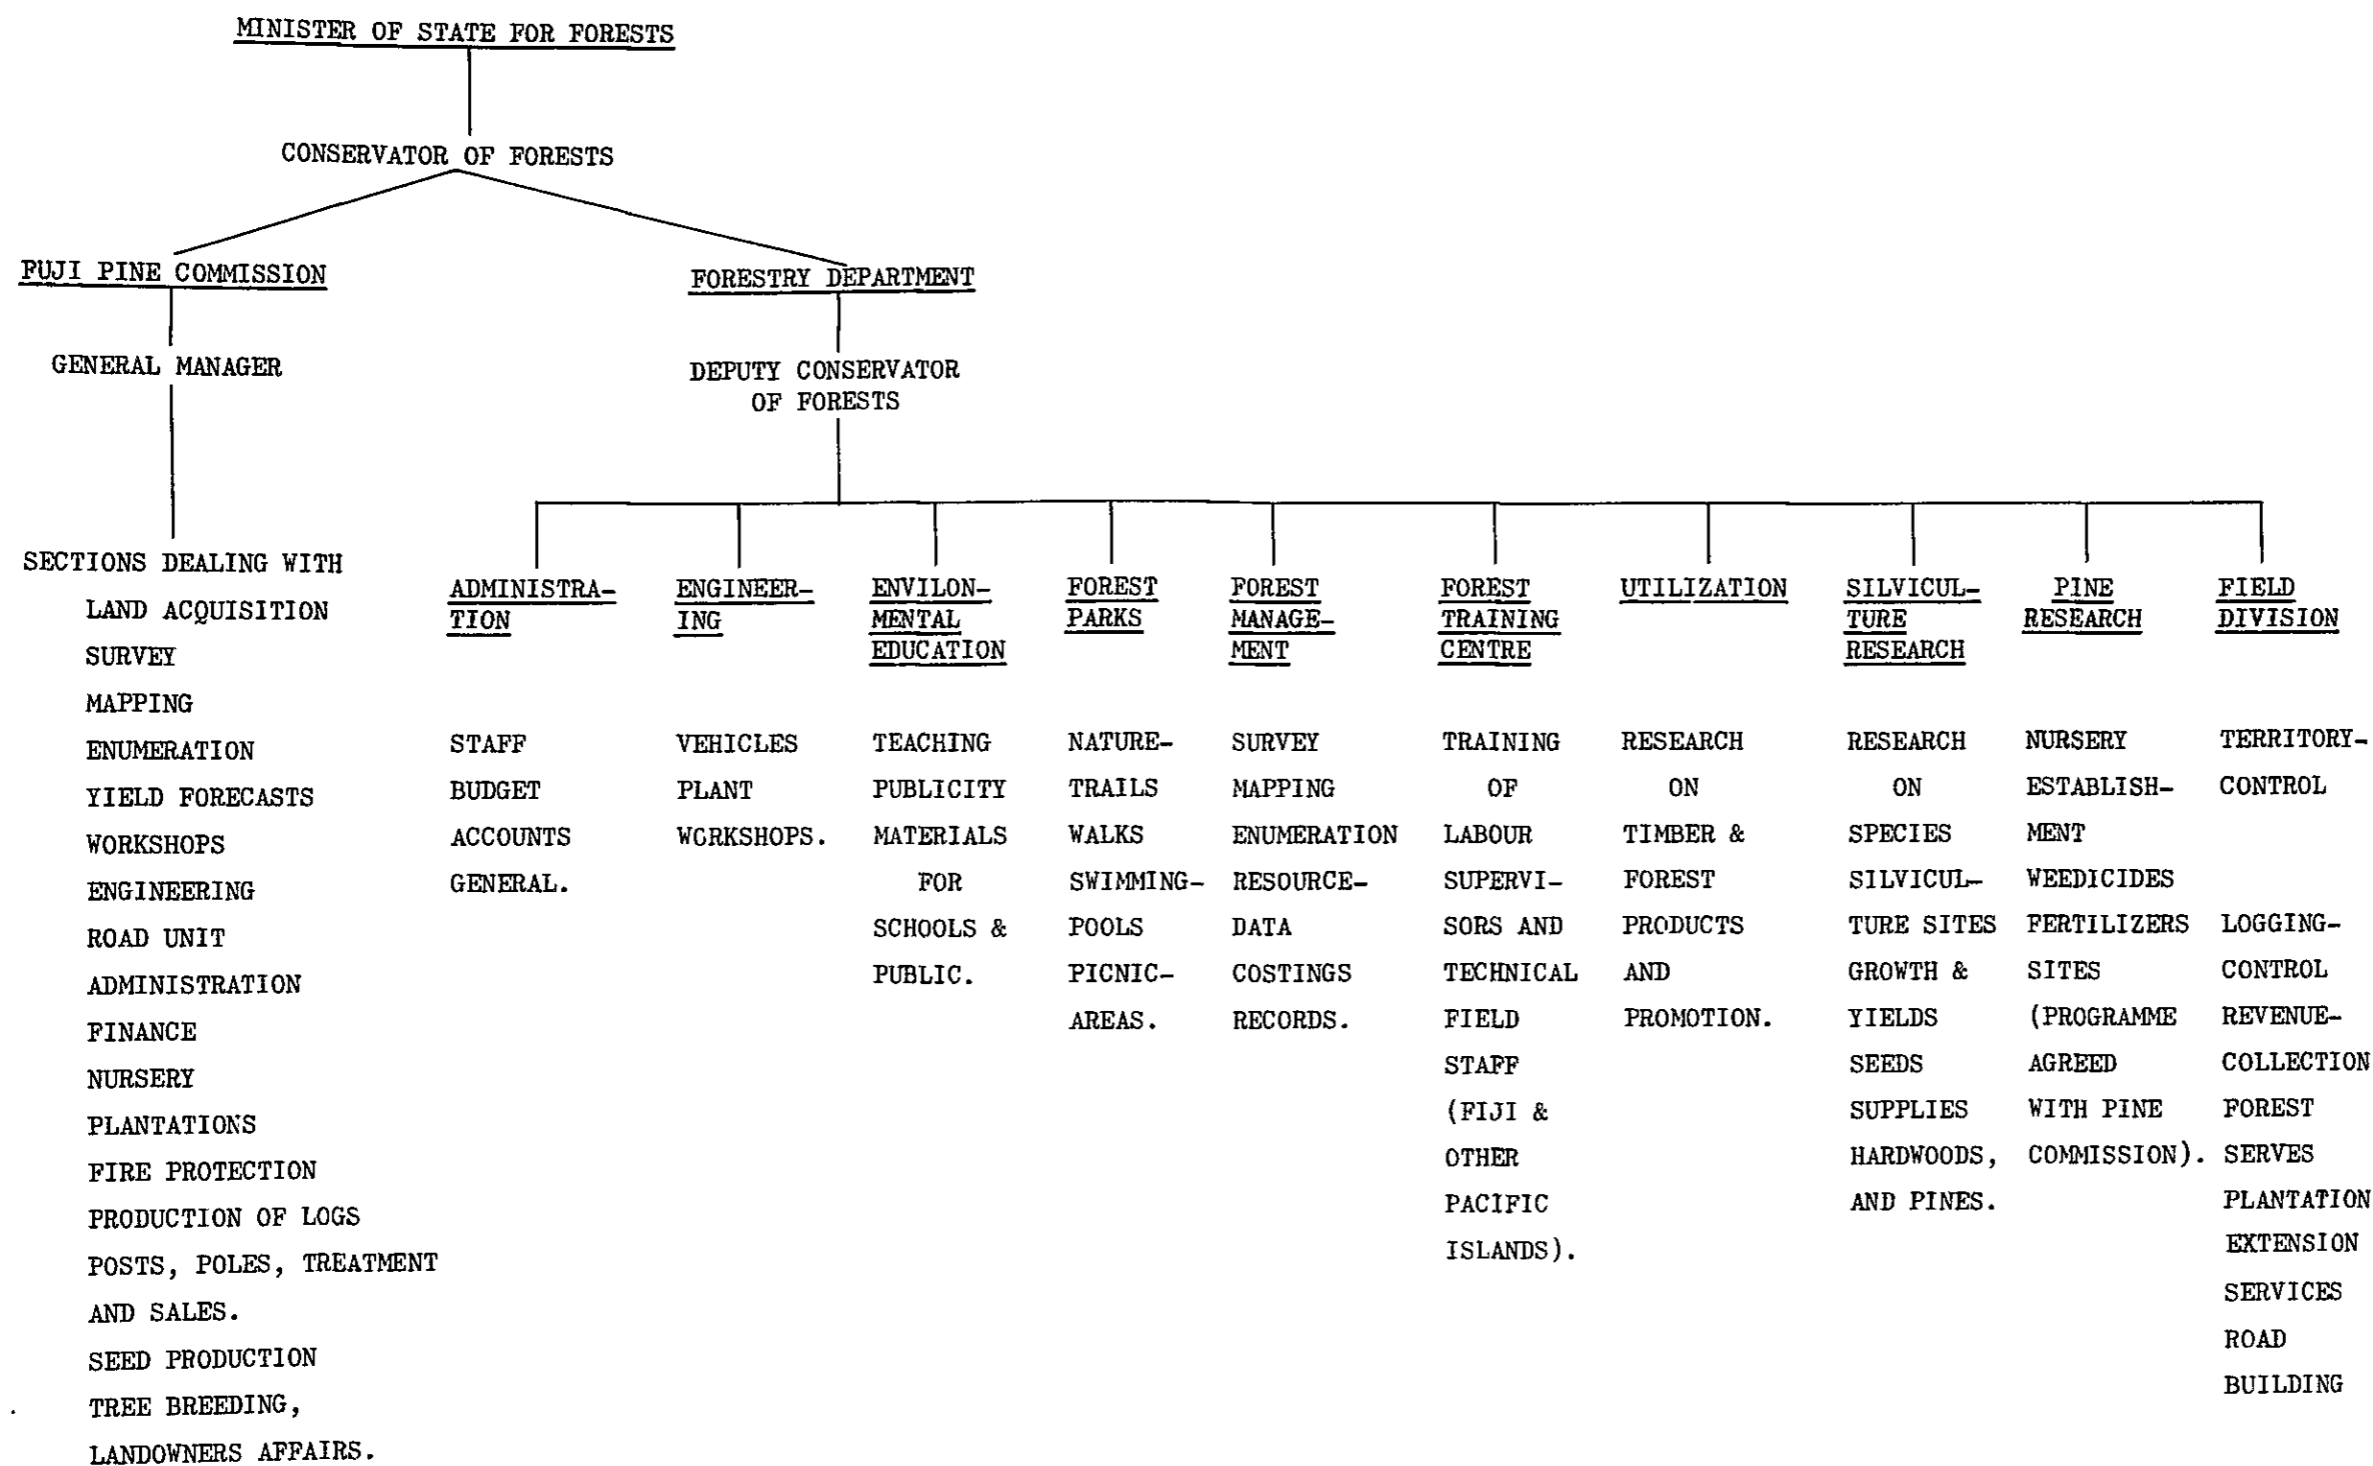 MINISTER OF STATE FOR FORESTS
CONSERVATOR OF FORESTS
FUJI PINE COMMISSION
FORESTRY DEPARTMENT
GENERAL MANAGER
DEPUTY CONSERVATOR
OF FORESTS
SECTIONS DEALING WITH
LAND ACQUISITION
SURVEY
MAPPING
ENUMERATION
YIELD FORECASTS
WORKSHOPS
ENGINEERING
ROAD UNIT
ADMINISTRATION
FINANCE
NURSERY
PLANTATIONS
FIRE PROTECTION
PRODUCTION OF LOGS
POSTS, POLES, TREATMENT
AND SALES.
SEED PRODUCTION
TREE BREEDING,
LANDOWNERS AFFAIRS.
ADMINISTRA-
TION
STAFF
BUDGET
ACCOUNTS
GENERAL.
ENGINEER-
ING
VEHICLES
PLANT
WORKSHOPS.
ENVILON-
MENTAL
EDUCATION
TEACHING
PUBLICITY
MATERIALS
FOR
SCHOOLS &
PUBLIC.
FOREST
PARKS
NATURE-
TRAILS
WALKS
SWIMMING-
POOLS
PICNIC-
AREAS.
FOREST
MANAGE-
MENT
SURVEY
MAPPING
ENUMERATION
RESOURCE-
DATA
COSTINGS
RECORDS.
FOREST
TRAINING
CENTRE
TRAINING
OF
LABOUR
SUPERVI-
SORS AND
TECHNICAL
FIELD
STAFF
(FIJI &
OTHER
PACIFIC
ISLANDS).
UTILIZATION
RESEARCH
ON
TIMBER &
FOREST
PRODUCTS
AND
PROMOTION.
SILVICUL-
TURE
RESEARCH
RESEARCH
ON
SPECIES
SILVICUL-
TURE SITES
GROWTH &
YIELDS
SEEDS
SUPPLIES
HARDWOODS,
AND PINES.
PINE
RESEARCH
NURSERY
ESTABLISH-
MENT
WEEDICIDES
FERTILIZERS
SITES
(PROGRAMME
AGREED
WITH PINE
COMMISSION).
FIELD
DIVISION
TERRITORY-
CONTROL
LOGGING-
CONTROL
REVENUE-
COLLECTION
FOREST
SERVES
PLANTATION
EXTENSION
SERVICES
ROAD
BUILDING